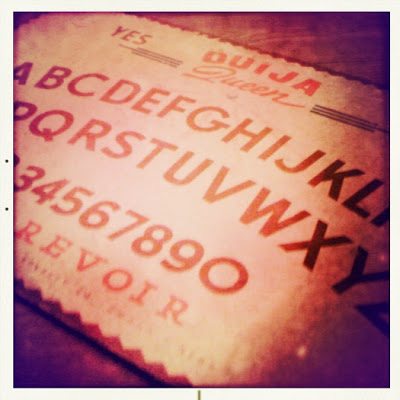 YES
OUIJA
Queen
ABCDEFGHIJKL
PQRSTUVWXY
34567890
REVOIR